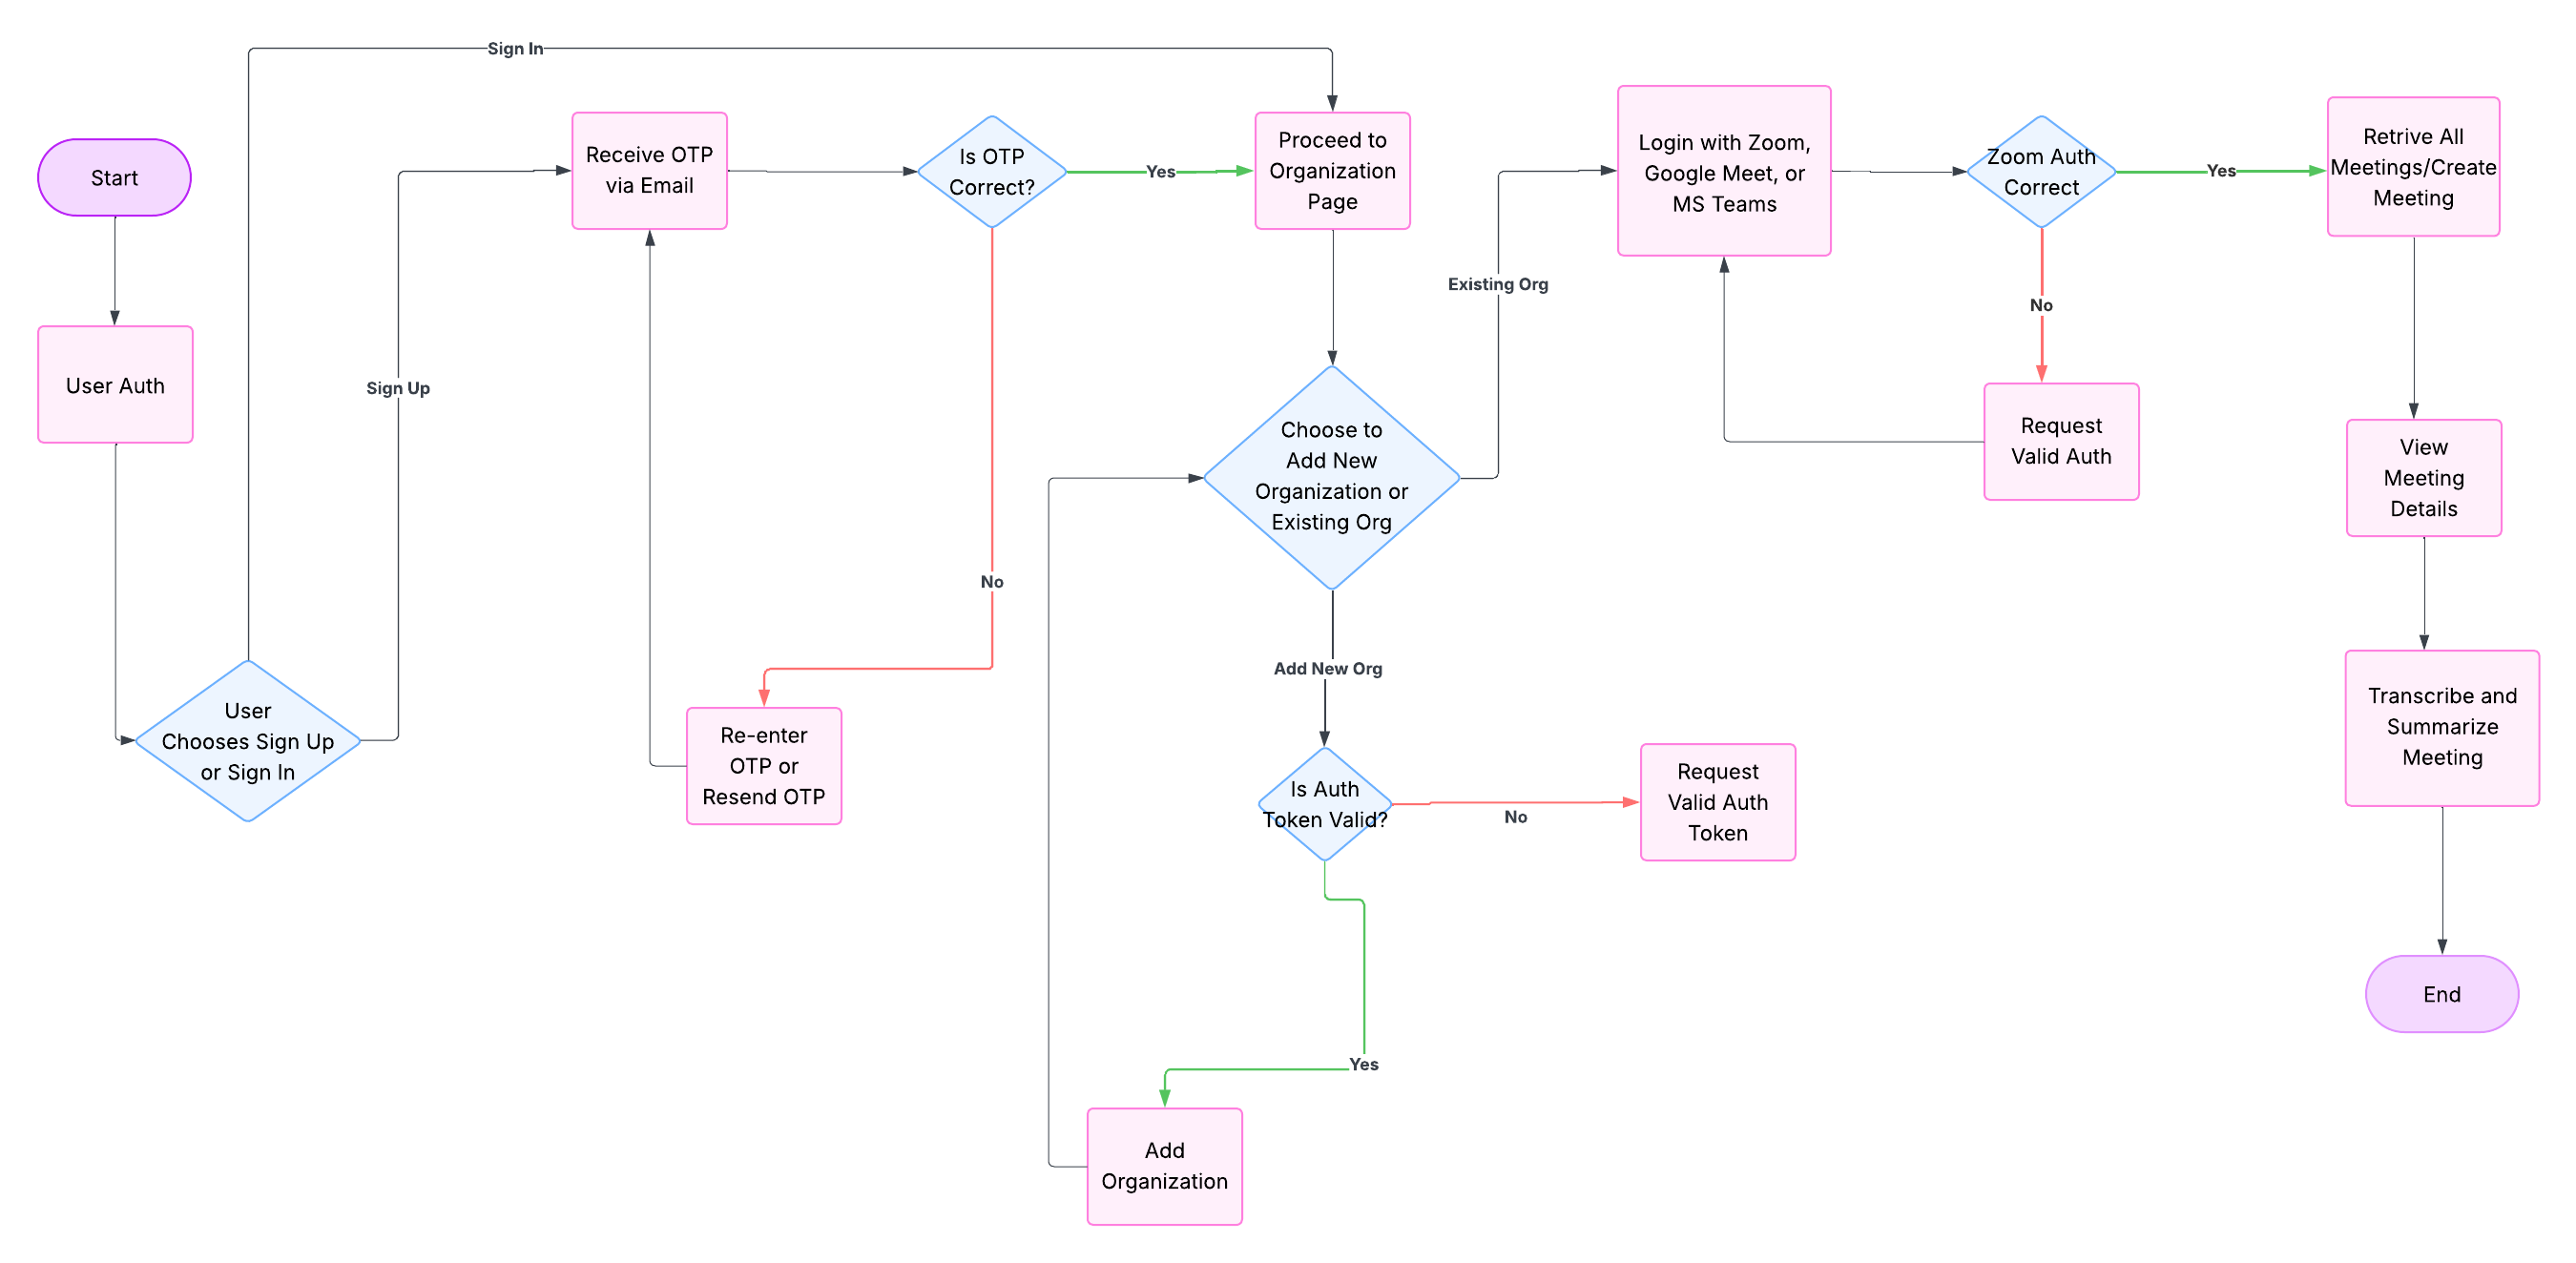 Sign In
Start
User Auth
User
Chooses Sign Up
or Sign In
Sign Up
Receive OTP
via Email
Is OTP
Correct?
Yes
No
Re-enter
OTP or
Resend OTP
Proceed to
Organization
Page
Choose to
Add New
Organization or
Existing Org
Existing Org
Add New Org
Is Auth
Token Valid?
No
Request
Valid Auth
Token
Yes
Add
Organization
Login with Zoom,
Google Meet, or
MS Teams
Zoom Auth
Correct
Yes
No
Request
Valid Auth
Retrive All
Meetings/Create
Meeting
View
Meeting
Details
Transcribe and
Summarize
Meeting
End